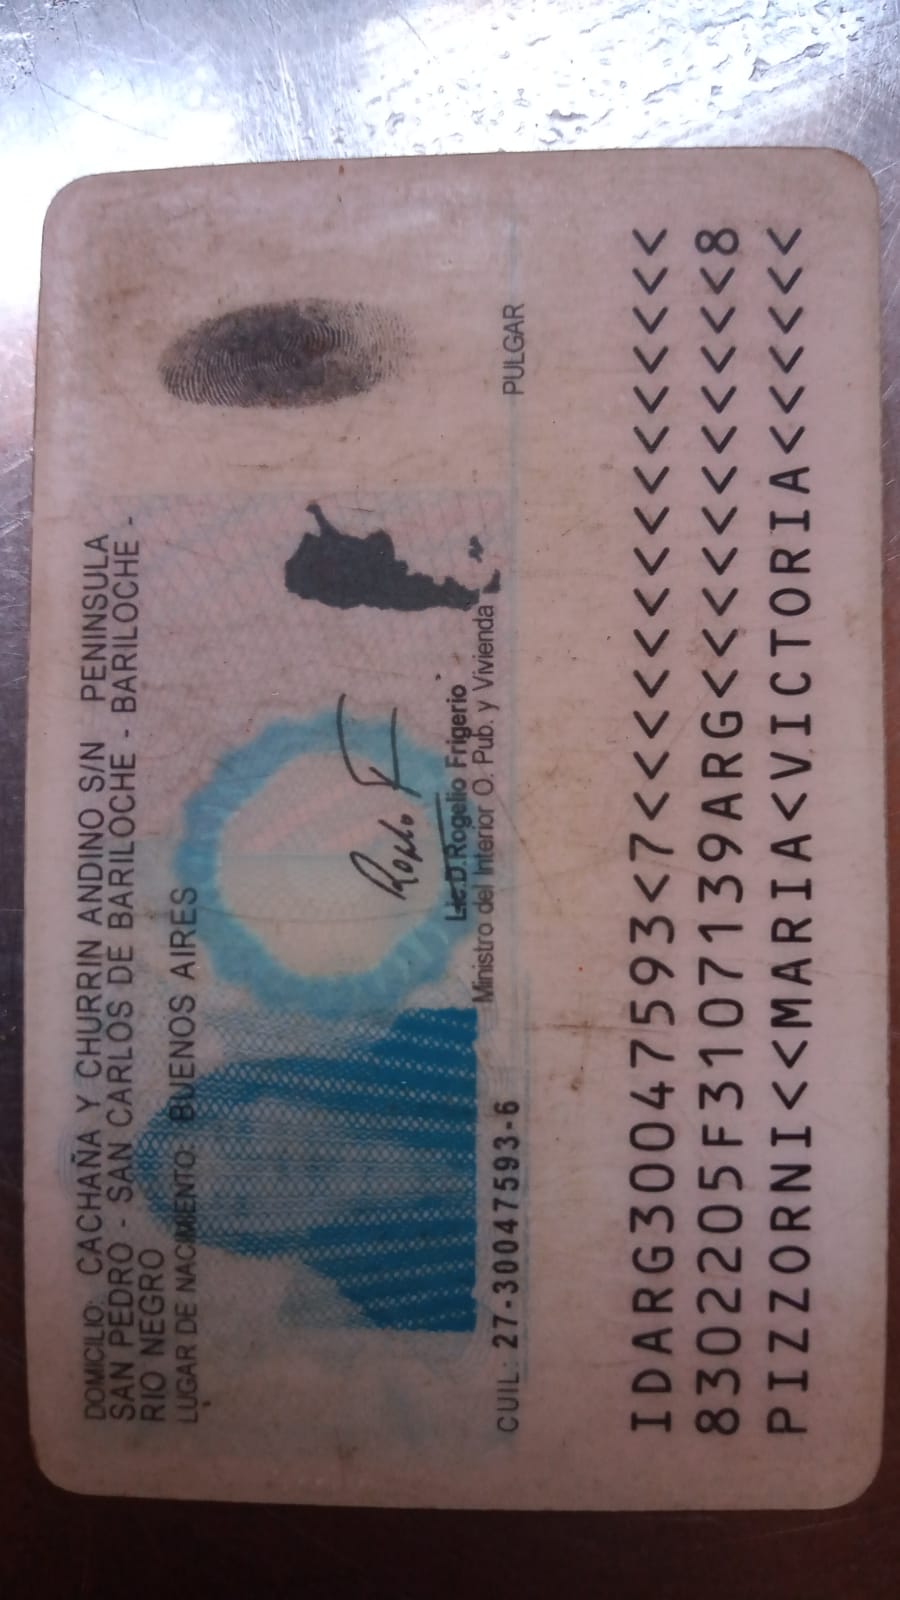 DOMICILIO: CACHAÑA Y CHURRIN ANDINO S/N PENINSULA
SAN PEDRO - SAN CARLOS DE BARILOCHE - BARILOCHE -
RIO NEGRO
LUGAR DE NACIMIENTO: BUENOS AIRES
Lic.D.Rogelio Frigerio
Ministro del Interior O. Pub. y Vivienda
CUIL: 27-30047593-6
PULGAR
IDARG30047593<7<<<<<<<<<<<<<<<
8302205F3107139ARG<<<<<<<<<<<8
PIZZORNI<<MARIA<VICTORIA<<<<<<